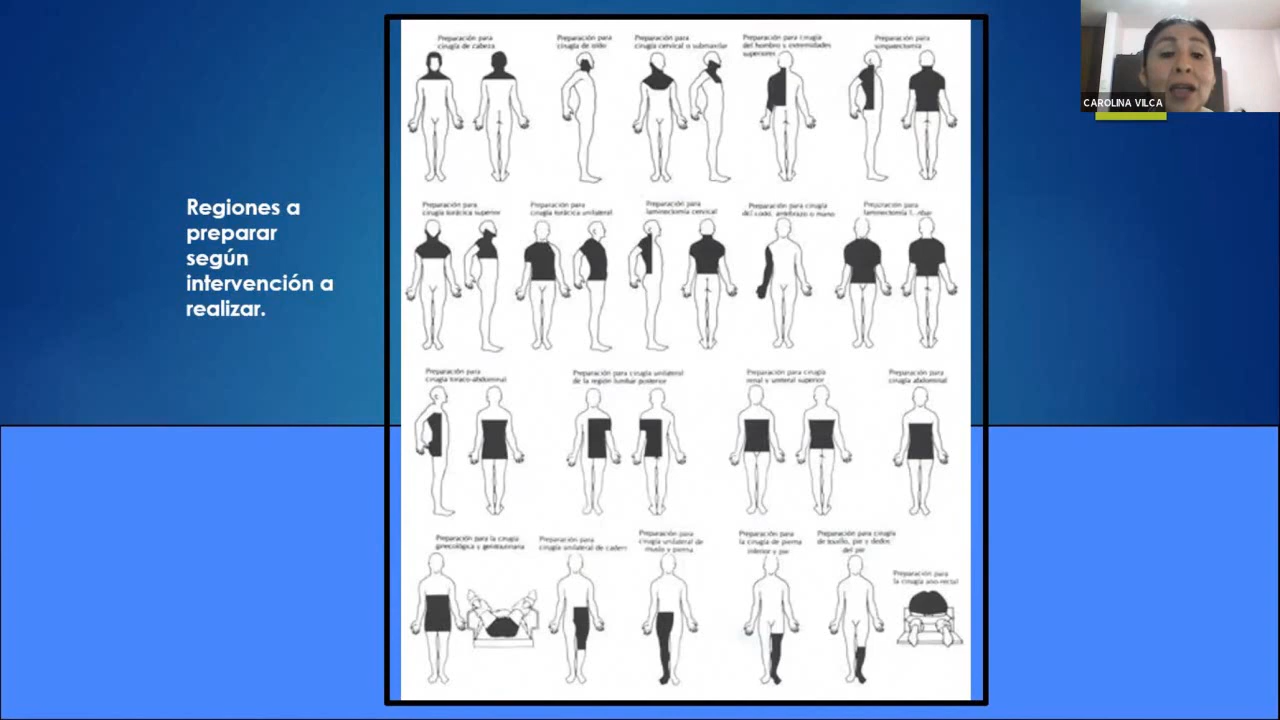 Regiones a
preparar
según
intervención a
realizar.
Preparación para
cirugía de cabeza
Preparación para
cirugía de oído
Preparación para
cirugía cervical o submaxilar
Preparación para cirugía
del hombro y extremidades
superiores
Preparación para
simpatectomía
CAROLINA VILCA
Preparación para
cirugía torácica superior
Preparación para
cirugía torácica unilateral
Preparación para
laminectomía cervical
Preparación para cirugía
del codo, antebrazo o mano
Preparación para
laminectomía
Preparación para
cirugía toraco-abdominal
Preparación para cirugía unilateral
de la región lumbar posterior
Preparación para cirugía
renal y ureteral superior
Preparación para
cirugía abdominal
Preparación para la cirugía
ginecológica y genitourinaria
Preparación para
cirugía unilateral de cadera
Preparación para
cirugía unilateral de
muslo y pierna
Preparación para
la cirugía de pierna
inferior y pie
Preparación para cirugía
de tobillo, pie y dedos
del pie
Preparación para
la cirugía ano-rectal